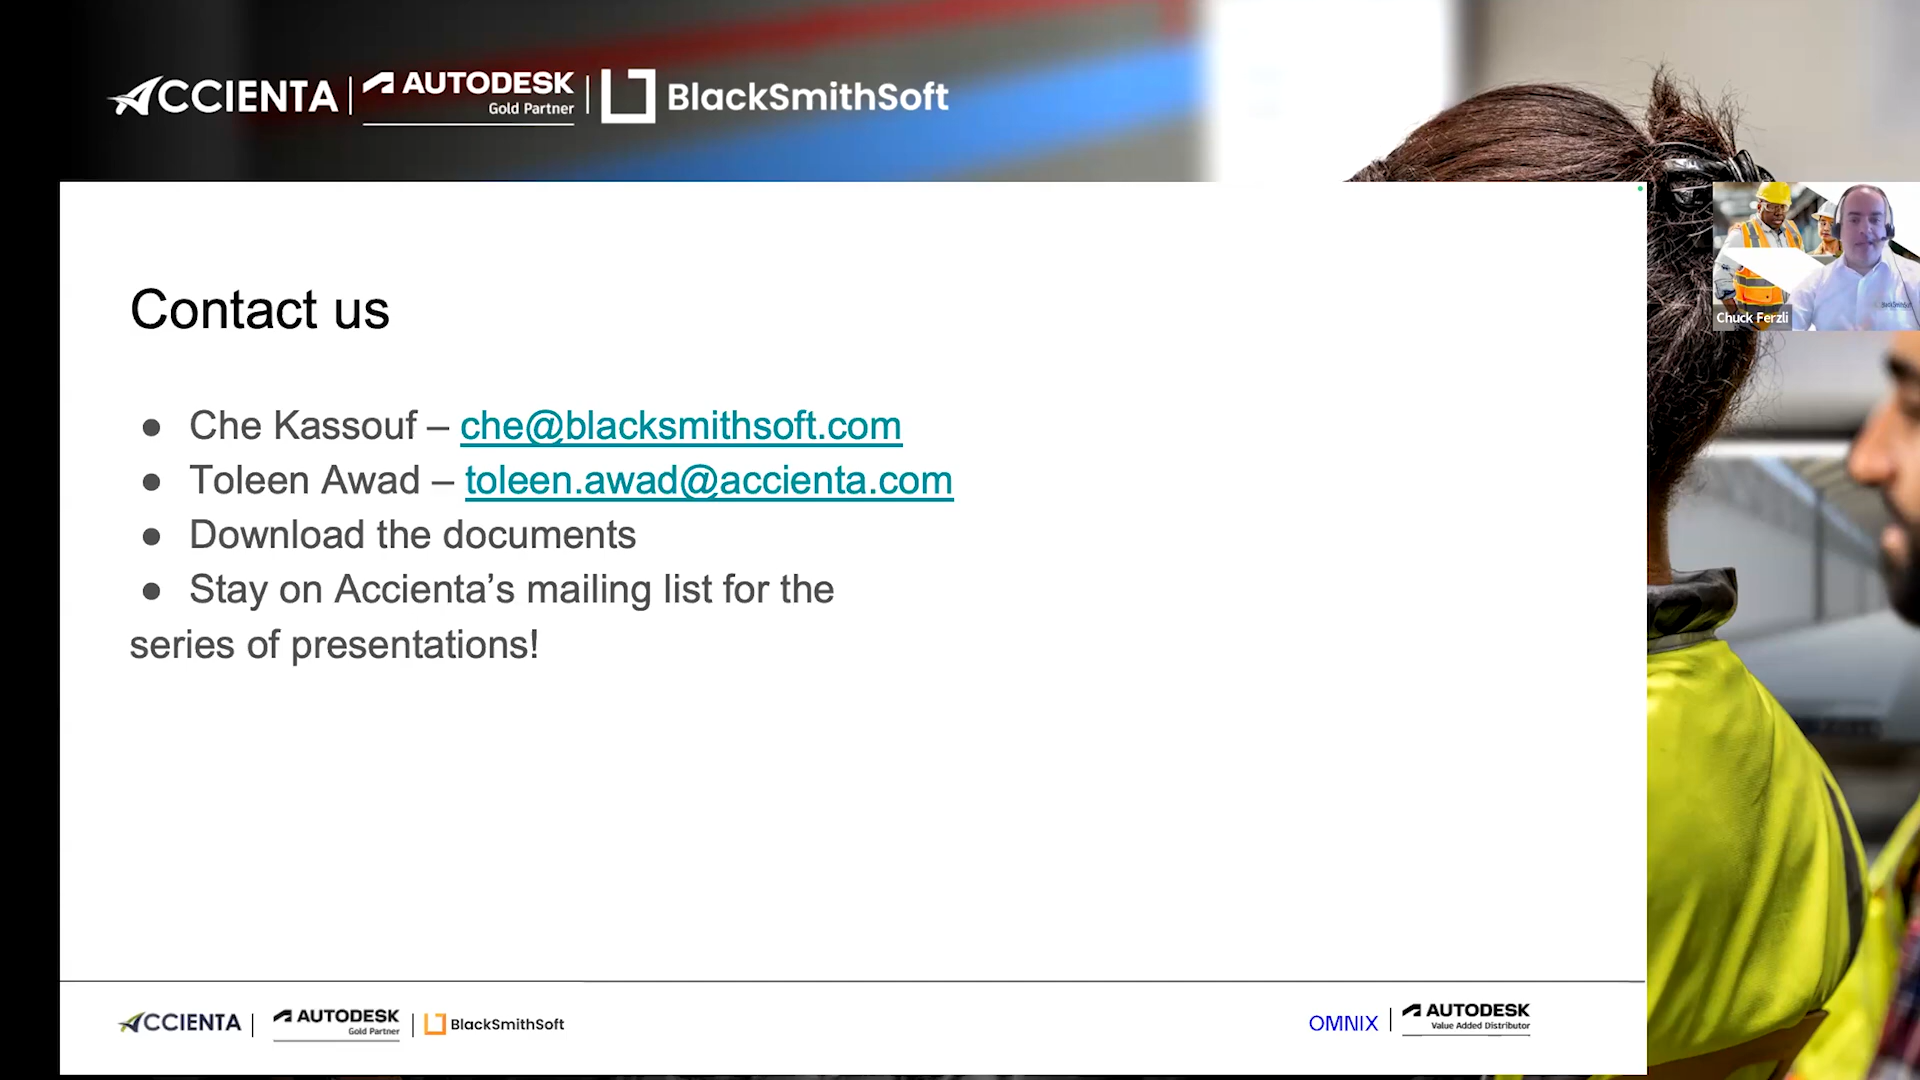 ACCIENTA | AUTODESK | BlackSmithSoft
Gold Partner
Chuck Ferzli
Contact us
● Che Kassouf – che@blacksmithsoft.com
● Toleen Awad – toleen.awad@accienta.com
● Download the documents
● Stay on Accienta’s mailing list for the
series of presentations!
ACCIENTA | AUTODESK | BlackSmithSoft
Gold Partner
OMNIX | AUTODESK
Value Added Distributor